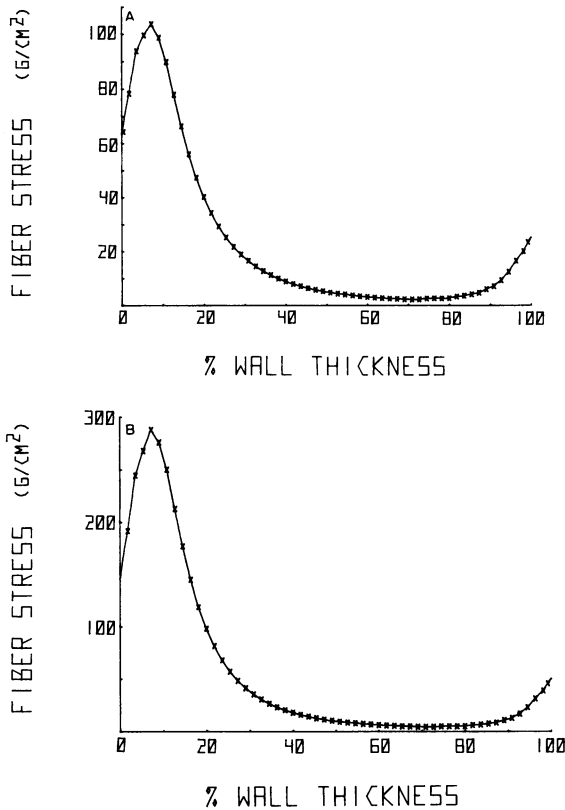 A
FIBER STRESS (G/CM²)
100
80
60
40
20
0 20 40 60 80 100
% WALL THICKNESS
B
FIBER STRESS (G/CM²)
300
200
100
0 20 40 60 80 100
% WALL THICKNESS